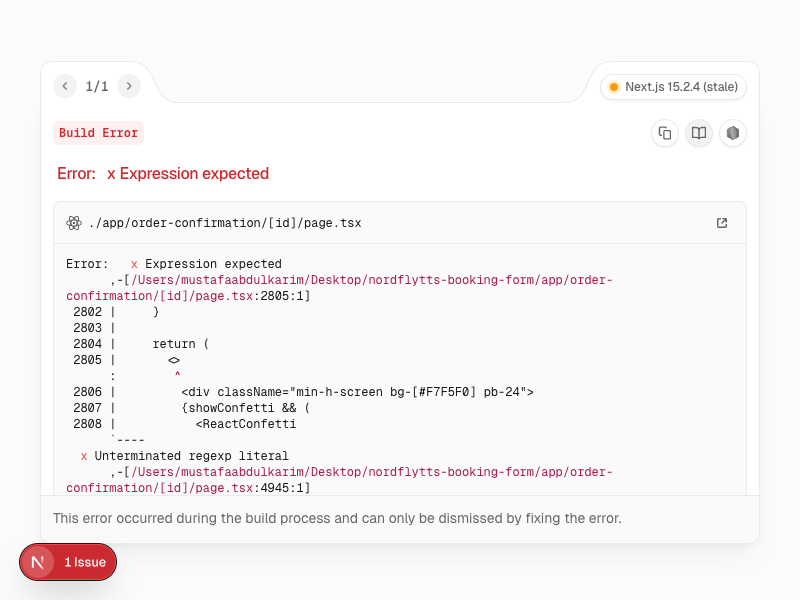 1/1
Next.js 15.2.4 (stale)
Build Error
Error:   x Expression expected
./app/order-confirmation/[id]/page.tsx
Error:   x Expression expected
      ,-[/Users/mustafaabdulkarim/Desktop/nordflytts-booking-form/app/order-
confirmation/[id]/page.tsx:2805:1]
 2802 |     }
 2803 |
 2804 |     return (
 2805 |       <>
      :        ^
 2806 |         <div className="min-h-screen bg-[#F7F5F0] pb-24">
 2807 |         {showConfetti && (
 2808 |           <ReactConfetti
      `----
  x Unterminated regexp literal
      ,-[/Users/mustafaabdulkarim/Desktop/nordflytts-booking-form/app/order-
confirmation/[id]/page.tsx:4945:1]
This error occurred during the build process and can only be dismissed by fixing the error.
N 1 Issue